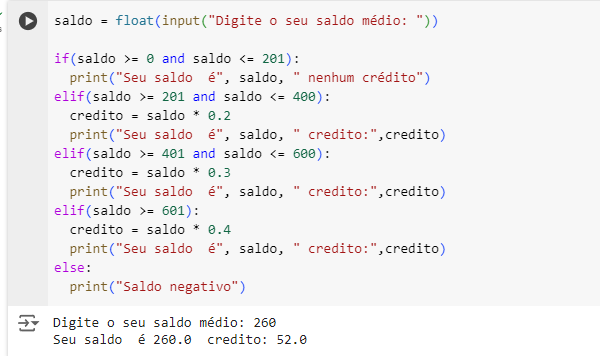 saldo = float(input("Digite o seu saldo médio: "))
if(saldo >= 0 and saldo <= 201):
  print("Seu saldo  é", saldo, " nenhum crédito")
elif(saldo >= 201 and saldo <= 400):
  credito = saldo * 0.2
  print("Seu saldo  é", saldo, " credito:",credito)
elif(saldo >= 401 and saldo <= 600):
  credito = saldo * 0.3
  print("Seu saldo  é", saldo, " credito:",credito)
elif(saldo >= 601):
  credito = saldo * 0.4
  print("Seu saldo  é", saldo, " credito:",credito)
else:
  print("Saldo negativo")
Digite o seu saldo médio: 260
Seu saldo  é 260.0  credito: 52.0